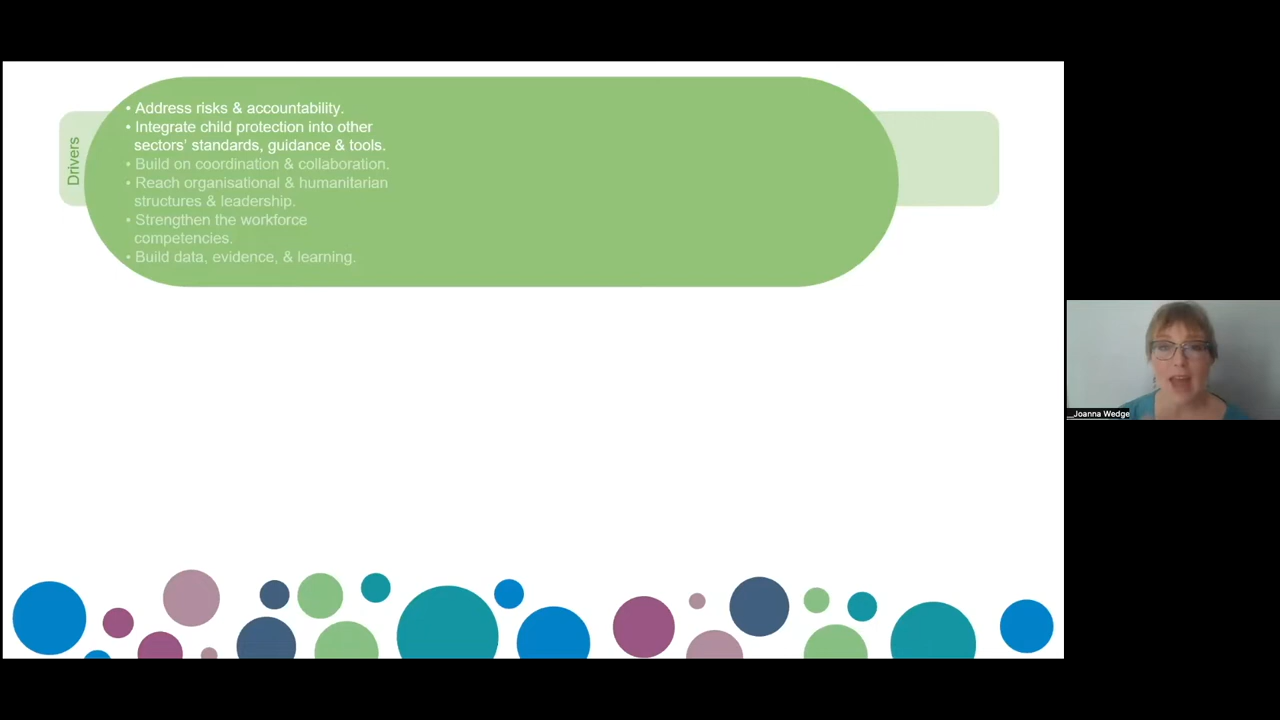 Drivers
• Address risks & accountability.
• Integrate child protection into other
sectors' standards, guidance & tools.
• Build on coordination & collaboration.
• Reach organisational & humanitarian
structures & leadership.
• Strengthen the workforce
competencies.
• Build data, evidence, & learning.
__Joanna Wedge